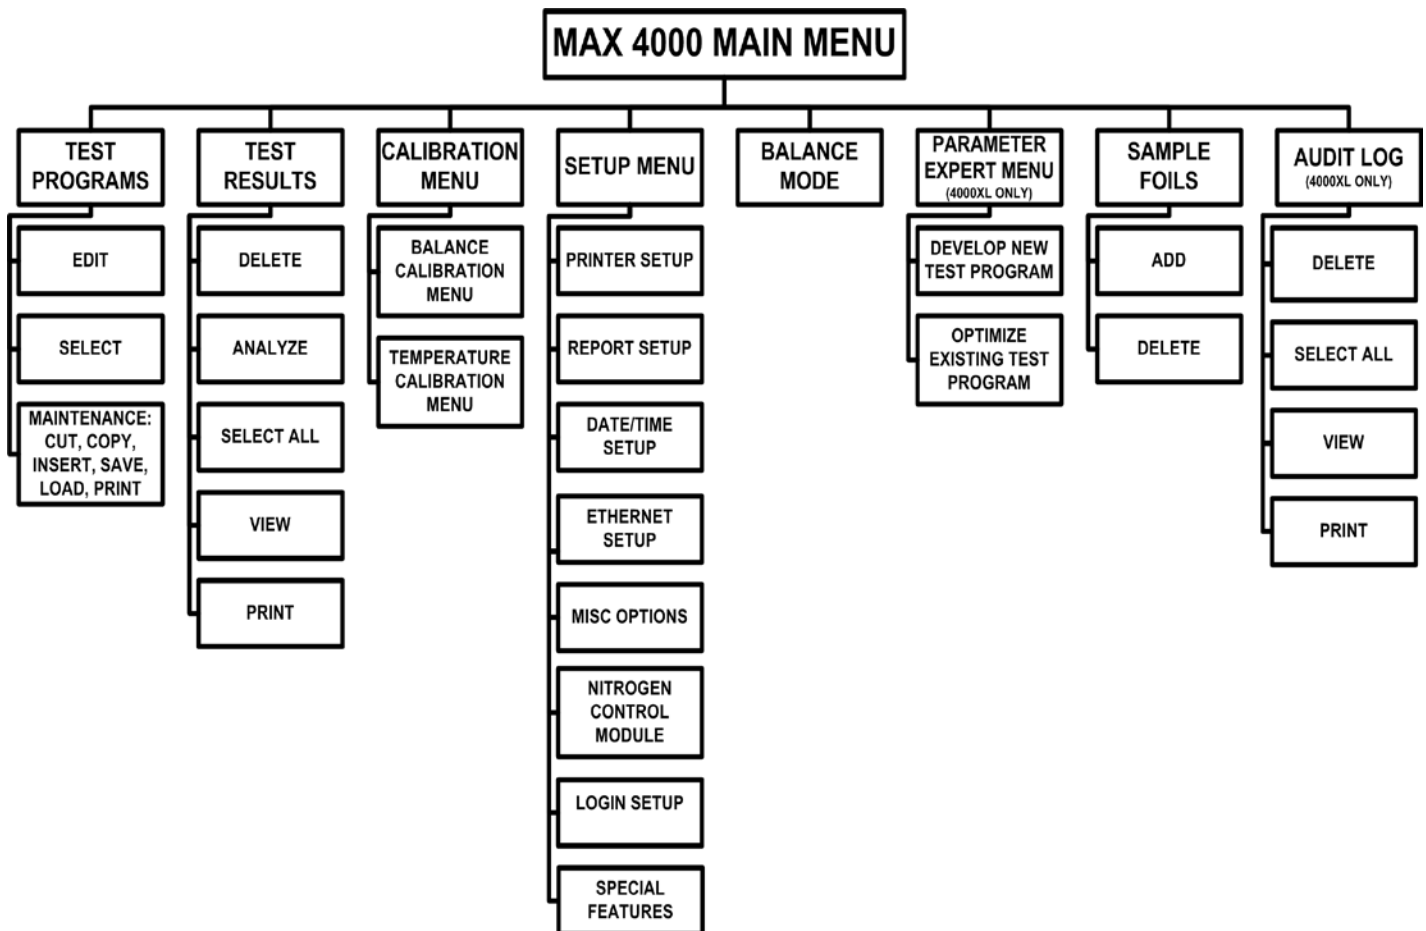 MAX 4000 MAIN MENU
TEST
PROGRAMS
EDIT
SELECT
MAINTENANCE:
CUT, COPY,
INSERT, SAVE,
LOAD, PRINT
TEST
RESULTS
DELETE
ANALYZE
SELECT ALL
VIEW
PRINT
CALIBRATION
MENU
BALANCE
CALIBRATION
MENU
TEMPERATURE
CALIBRATION
MENU
SETUP MENU
PRINTER SETUP
REPORT SETUP
DATE/TIME
SETUP
ETHERNET
SETUP
MISC OPTIONS
NITROGEN
CONTROL
MODULE
LOGIN SETUP
SPECIAL
FEATURES
BALANCE
MODE
PARAMETER
EXPERT MENU
(4000XL ONLY)
DEVELOP NEW
TEST PROGRAM
OPTIMIZE
EXISTING TEST
PROGRAM
SAMPLE
FOILS
ADD
DELETE
AUDIT LOG
(4000XL ONLY)
DELETE
SELECT ALL
VIEW
PRINT